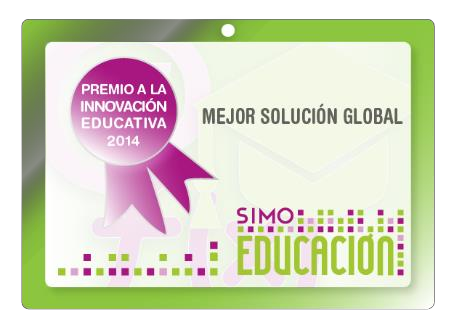 PREMIO A LA
INNOVACIÓN
EDUCATIVA
2014
MEJOR SOLUCIÓN GLOBAL
SIMO
EDUCACIÓN